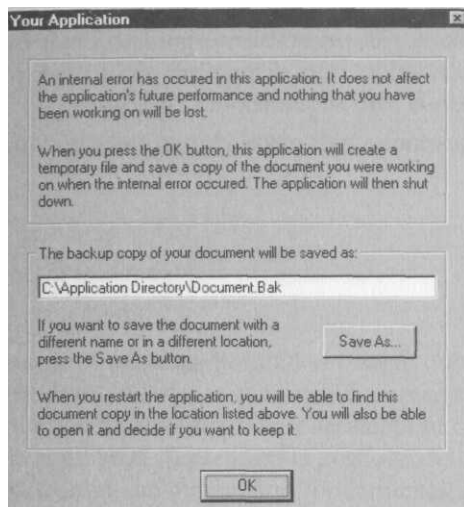 Your Application
An internal error has occured in this application. It does not affect
the application's future performance and nothing that you have
been working on will be lost.
When you press the OK button, this application will create a
temporary file and save a copy of the document you were working
on when the internal error occured. The application will then shut
down.
The backup copy of your document will be saved as:
C:\Application Directory\Document.Bak
If you want to save the document with a
different name or in a different location,
press the Save As button.
Save As...
When you restart the application, you will be able to find this
document copy in the location listed above. You will also be able
to open it and decide if you want to keep it.
OK